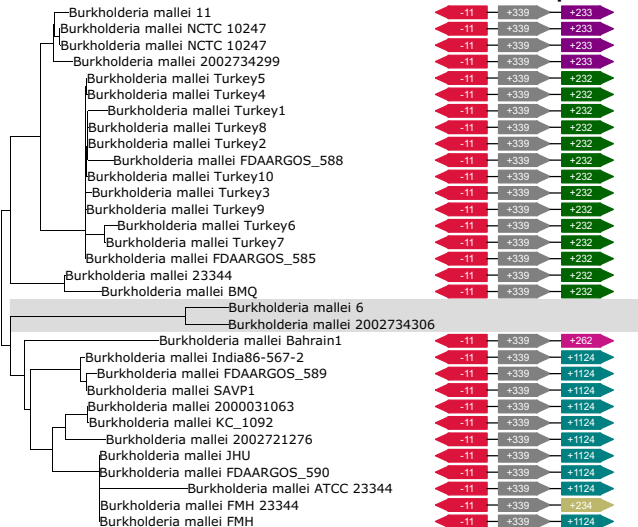 Burkholderia mallei 11 -11 +339 +233
Burkholderia mallei NCTC 10247 -11 +339 +233
Burkholderia mallei NCTC 10247 -11 +339 +233
Burkholderia mallei 2002734299 -11 +339 +233
Burkholderia mallei Turkey5 -11 +339 +232
Burkholderia mallei Turkey4 -11 +339 +232
Burkholderia mallei Turkey1 -11 +339 +232
Burkholderia mallei Turkey8 -11 +339 +232
Burkholderia mallei Turkey2 -11 +339 +232
Burkholderia mallei FDAARGOS_588 -11 +339 +232
Burkholderia mallei Turkey10 -11 +339 +232
Burkholderia mallei Turkey3 -11 +339 +232
Burkholderia mallei Turkey9 -11 +339 +232
Burkholderia mallei Turkey6 -11 +339 +232
Burkholderia mallei Turkey7 -11 +339 +232
Burkholderia mallei FDAARGOS_585 -11 +339 +232
Burkholderia mallei 23344 -11 +339 +232
Burkholderia mallei BMQ -11 +339 +232
Burkholderia mallei 6
Burkholderia mallei 2002734306
Burkholderia mallei Bahrain1 -11 +339 +262
Burkholderia mallei India86-567-2 -11 +339 +1124
Burkholderia mallei FDAARGOS_589 -11 +339 +1124
Burkholderia mallei SAVP1 -11 +339 +1124
Burkholderia mallei 2000031063 -11 +339 +1124
Burkholderia mallei KC_1092 -11 +339 +1124
Burkholderia mallei 2002721276 -11 +339 +1124
Burkholderia mallei JHU -11 +339 +1124
Burkholderia mallei FDAARGOS_590 -11 +339 +1124
Burkholderia mallei ATCC 23344 -11 +339 +1124
Burkholderia mallei FMH 23344 -11 +339 +234
Burkholderia mallei FMH -11 +339 +1124